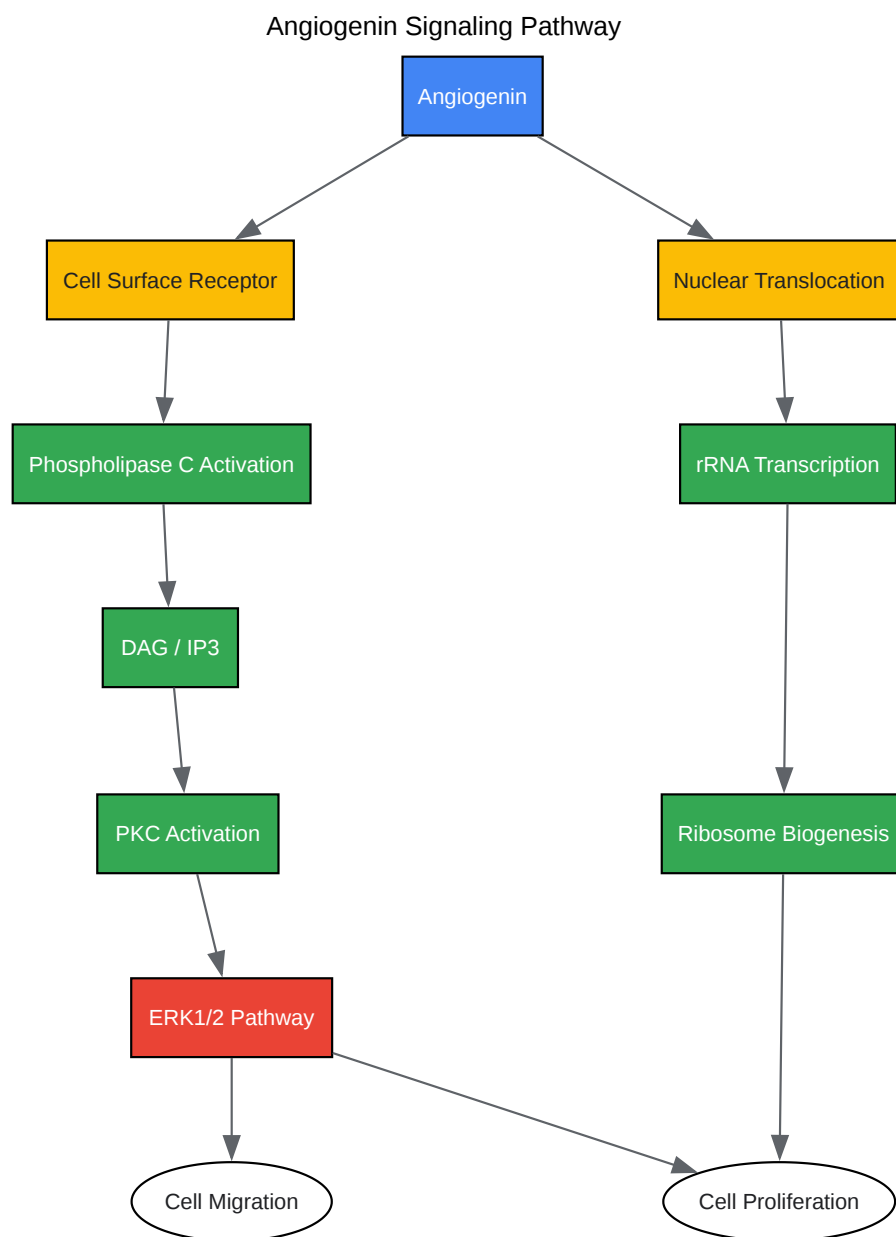 Angiogenin Signaling Pathway
Angiogenin
Cell Surface Receptor
Nuclear Translocation
Phospholipase C Activation
rRNA Transcription
DAG / IP3
PKC Activation
Ribosome Biogenesis
ERK1/2 Pathway
Cell Migration
Cell Proliferation